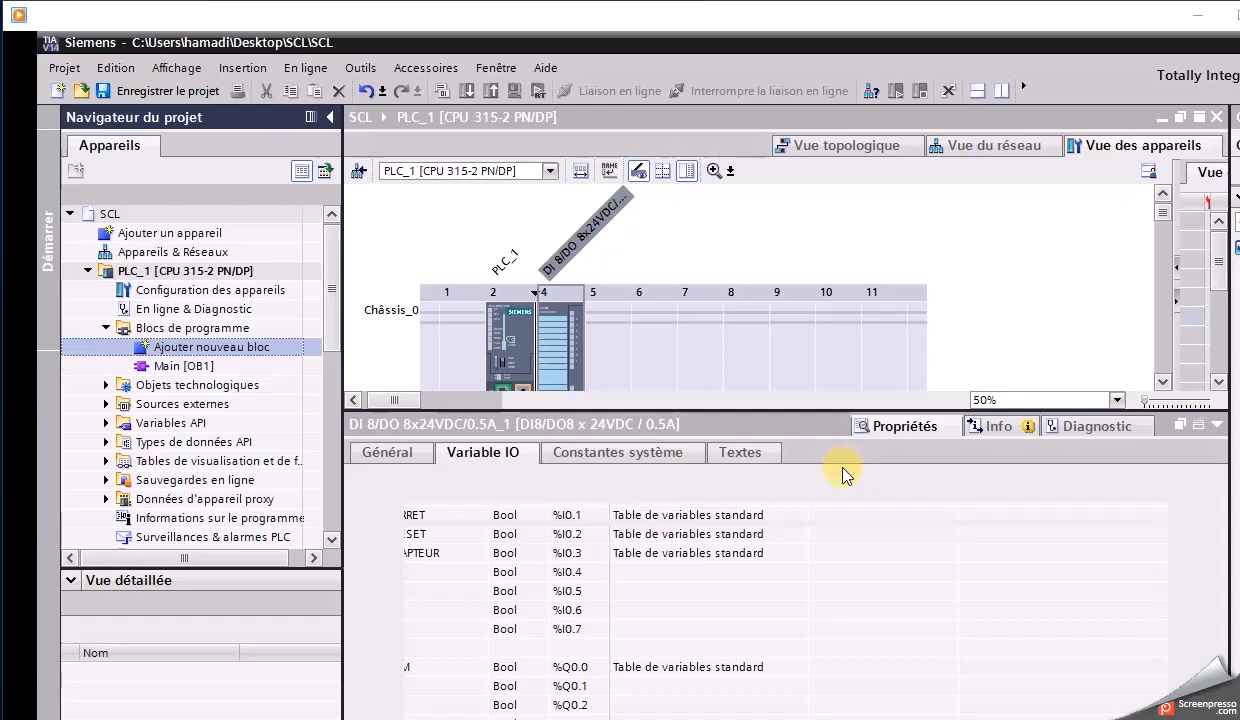 TIA V14 Siemens - C:\Users\hamadi\Desktop\SCL\SCL
Projet Edition Affichage Insertion En ligne Outils Accessoires Fenêtre Aide
Totally Integ
Enregistrer le projet Liaison en ligne Interrompre la liaison en ligne
Navigateur du projet
SCL PLC_1 [CPU 315-2 PN/DP]
Appareils
Vue topologique Vue du réseau Vue des appareils
PLC_1 [CPU 315-2 PN/DP]
NAME
Vue
Démarrer
SCL
Ajouter un appareil
Appareils & Réseaux
PLC_1 [CPU 315-2 PN/DP]
Configuration des appareils
En ligne & Diagnostic
Blocs de programme
Ajouter nouveau bloc
Main [OB1]
Objets technologiques
Sources externes
Variables API
Types de données API
Tables de visualisation et de f...
Sauvegardes en ligne
Données d'appareil proxy
Informations sur le programme
Surveillances & alarmes PLC
Vue détaillée
Nom
PLC_1
DI 8/DO 8x24VDC/...
1 2 4 5 6 7 8 9 10 11
Châssis_0
SIEMENS
50%
DI 8/DO 8x24VDC/0.5A_1 [DI8/DO8 x 24VDC / 0.5A]
Propriétés Info Diagnostic
Général Variable IO Constantes système Textes
RRET Bool %I0.1 Table de variables standard
ESET Bool %I0.2 Table de variables standard
APTEUR Bool %I0.3 Table de variables standard
Bool %I0.4
Bool %I0.5
Bool %I0.6
Bool %I0.7
M Bool %Q0.0 Table de variables standard
Bool %Q0.1
Bool %Q0.2
Screenpresso
.com